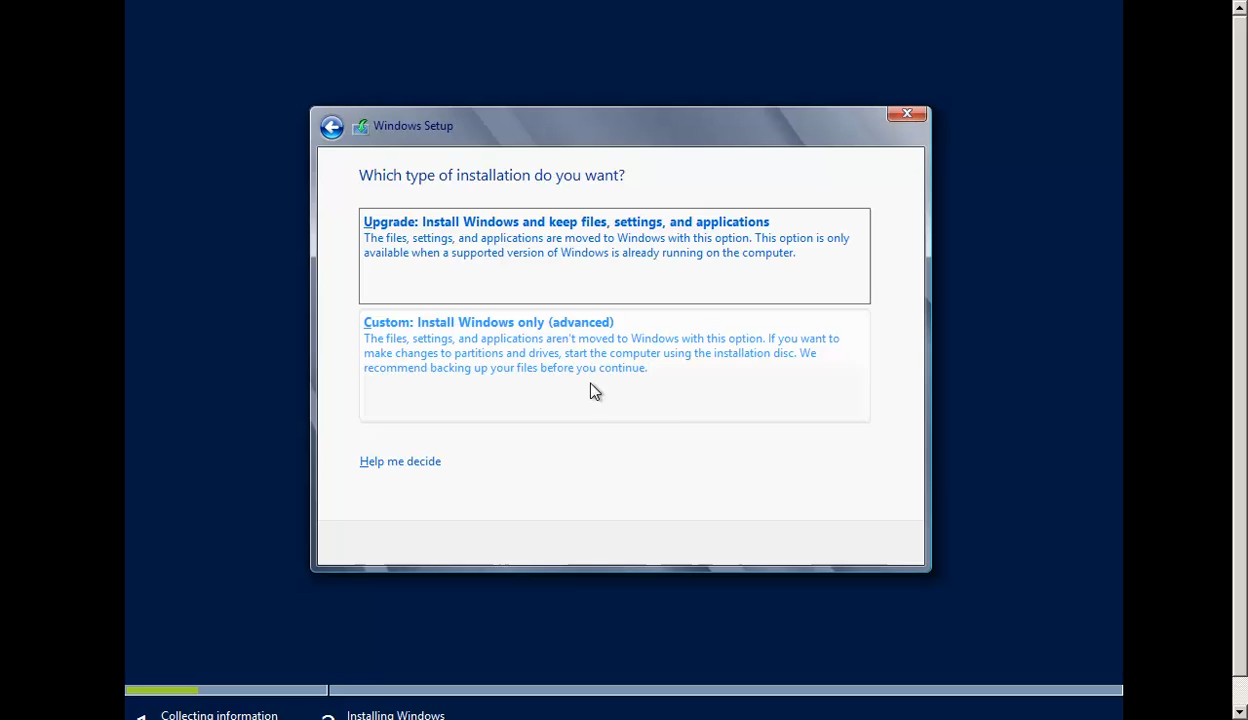 Windows Setup
Which type of installation do you want?
Upgrade: Install Windows and keep files, settings, and applications
The files, settings, and applications are moved to Windows with this option. This option is only
available when a supported version of Windows is already running on the computer.
Custom: Install Windows only (advanced)
The files, settings, and applications aren't moved to Windows with this option. If you want to
make changes to partitions and drives, start the computer using the installation disc. We
recommend backing up your files before you continue.
Help me decide
1 Collecting information
2 Installing Windows